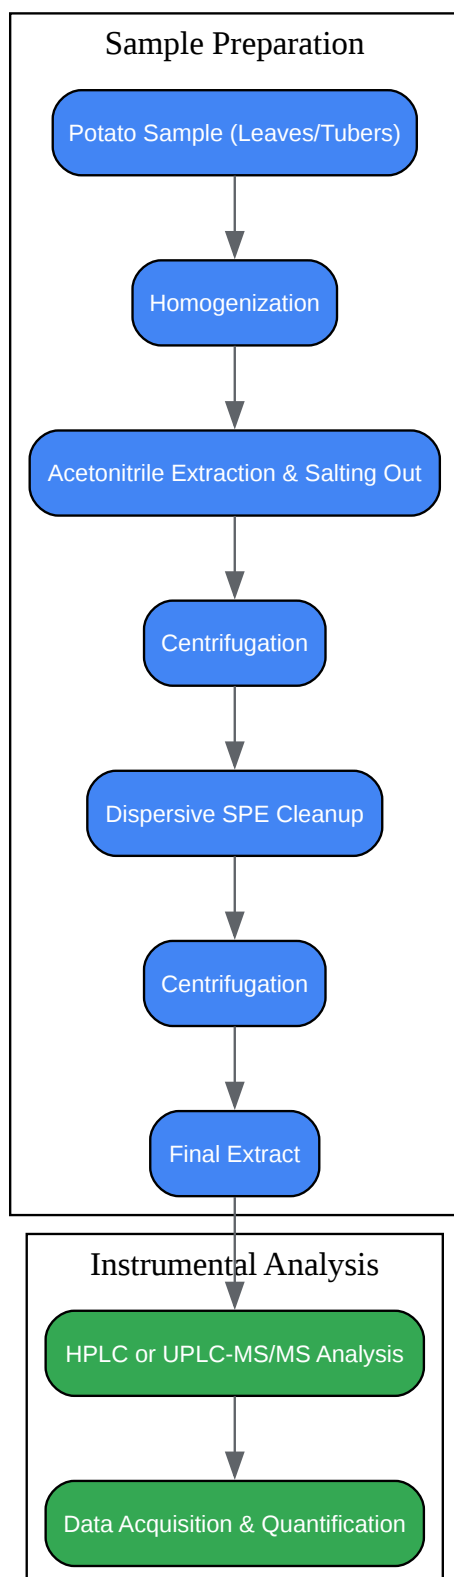 Sample Preparation
Potato Sample (Leaves/Tubers)
Homogenization
Acetonitrile Extraction & Salting Out
Centrifugation
Dispersive SPE Cleanup
Centrifugation
Final Extract
Instrumental Analysis
HPLC or UPLC-MS/MS Analysis
Data Acquisition & Quantification